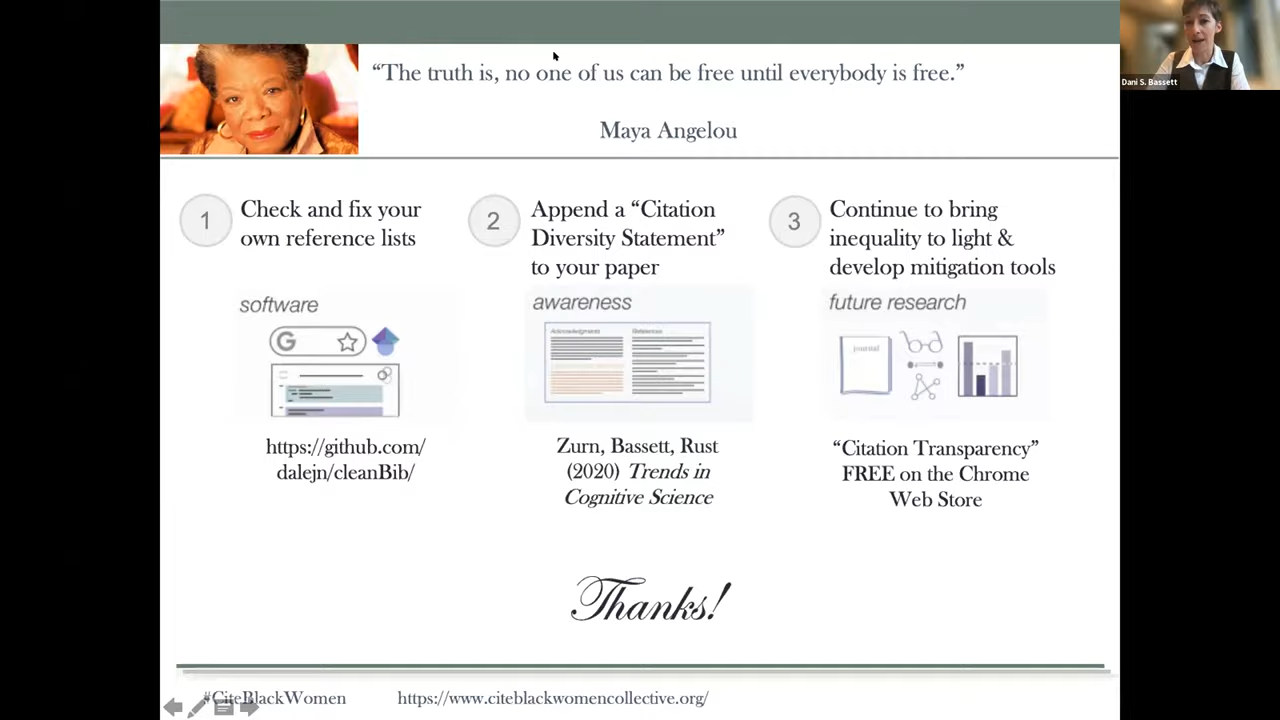 Dani S. Bassett
“The truth is, no one of us can be free until everybody is free.”
Maya Angelou
1
Check and fix your
own reference lists
software
G
https://github.com/
dalejn/cleanBib/
2
Append a “Citation
Diversity Statement”
to your paper
awareness
Acknowledgments
References
Zurn, Bassett, Rust
(2020) Trends in
Cognitive Science
3
Continue to bring
inequality to light &
develop mitigation tools
future research
journal
“Citation Transparency”
FREE on the Chrome
Web Store
Thanks!
#CiteBlackWomen
https://www.citeblackwomencollective.org/